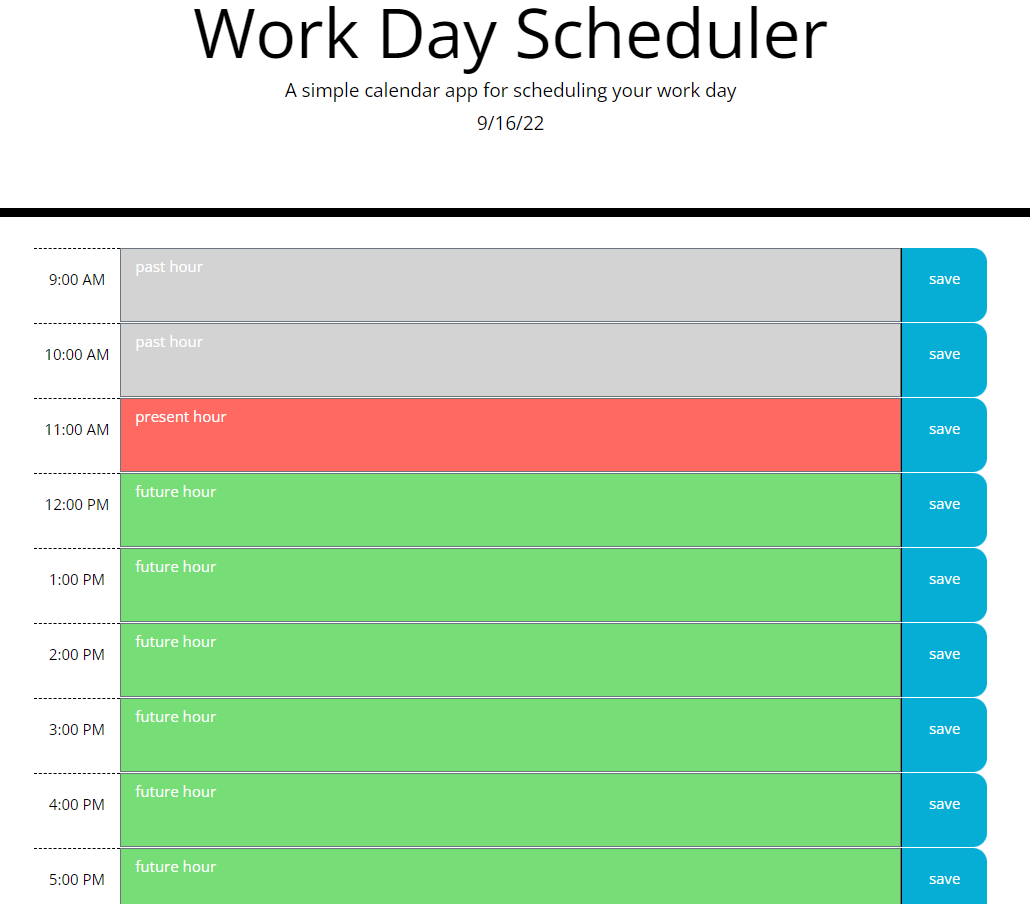 Work Day Scheduler
A simple calendar app for scheduling your work day
9/16/22
9:00 AM past hour save
10:00 AM past hour save
11:00 AM present hour save
12:00 PM future hour save
1:00 PM future hour save
2:00 PM future hour save
3:00 PM future hour save
4:00 PM future hour save
5:00 PM future hour save